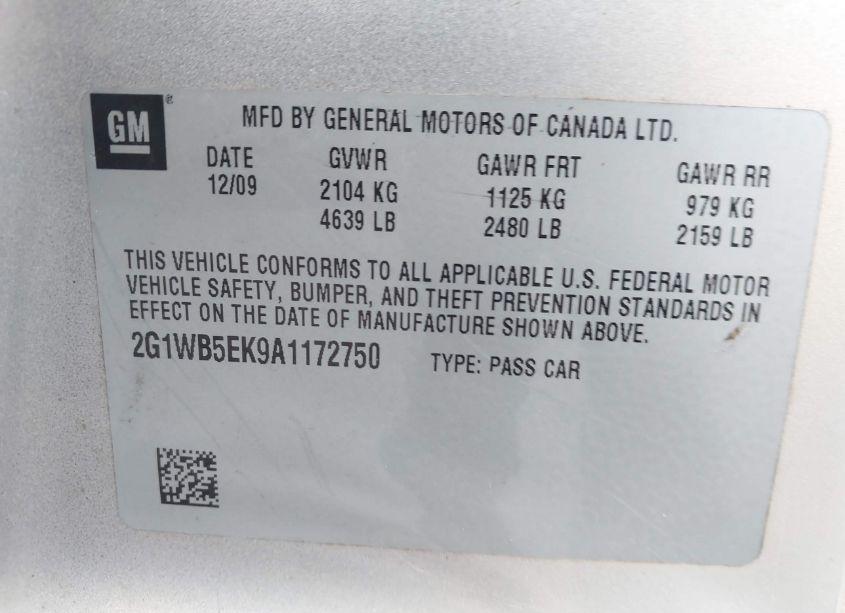 GM®
MFD BY GENERAL MOTORS OF CANADA LTD.
DATE GVWR GAWR FRT GAWR RR
12/09 2104 KG 1125 KG 979 KG
4639 LB 2480 LB 2159 LB
THIS VEHICLE CONFORMS TO ALL APPLICABLE U.S. FEDERAL MOTOR
VEHICLE SAFETY, BUMPER, AND THEFT PREVENTION STANDARDS IN
EFFECT ON THE DATE OF MANUFACTURE SHOWN ABOVE.
2G1WB5EK9A1172750 TYPE: PASS CAR